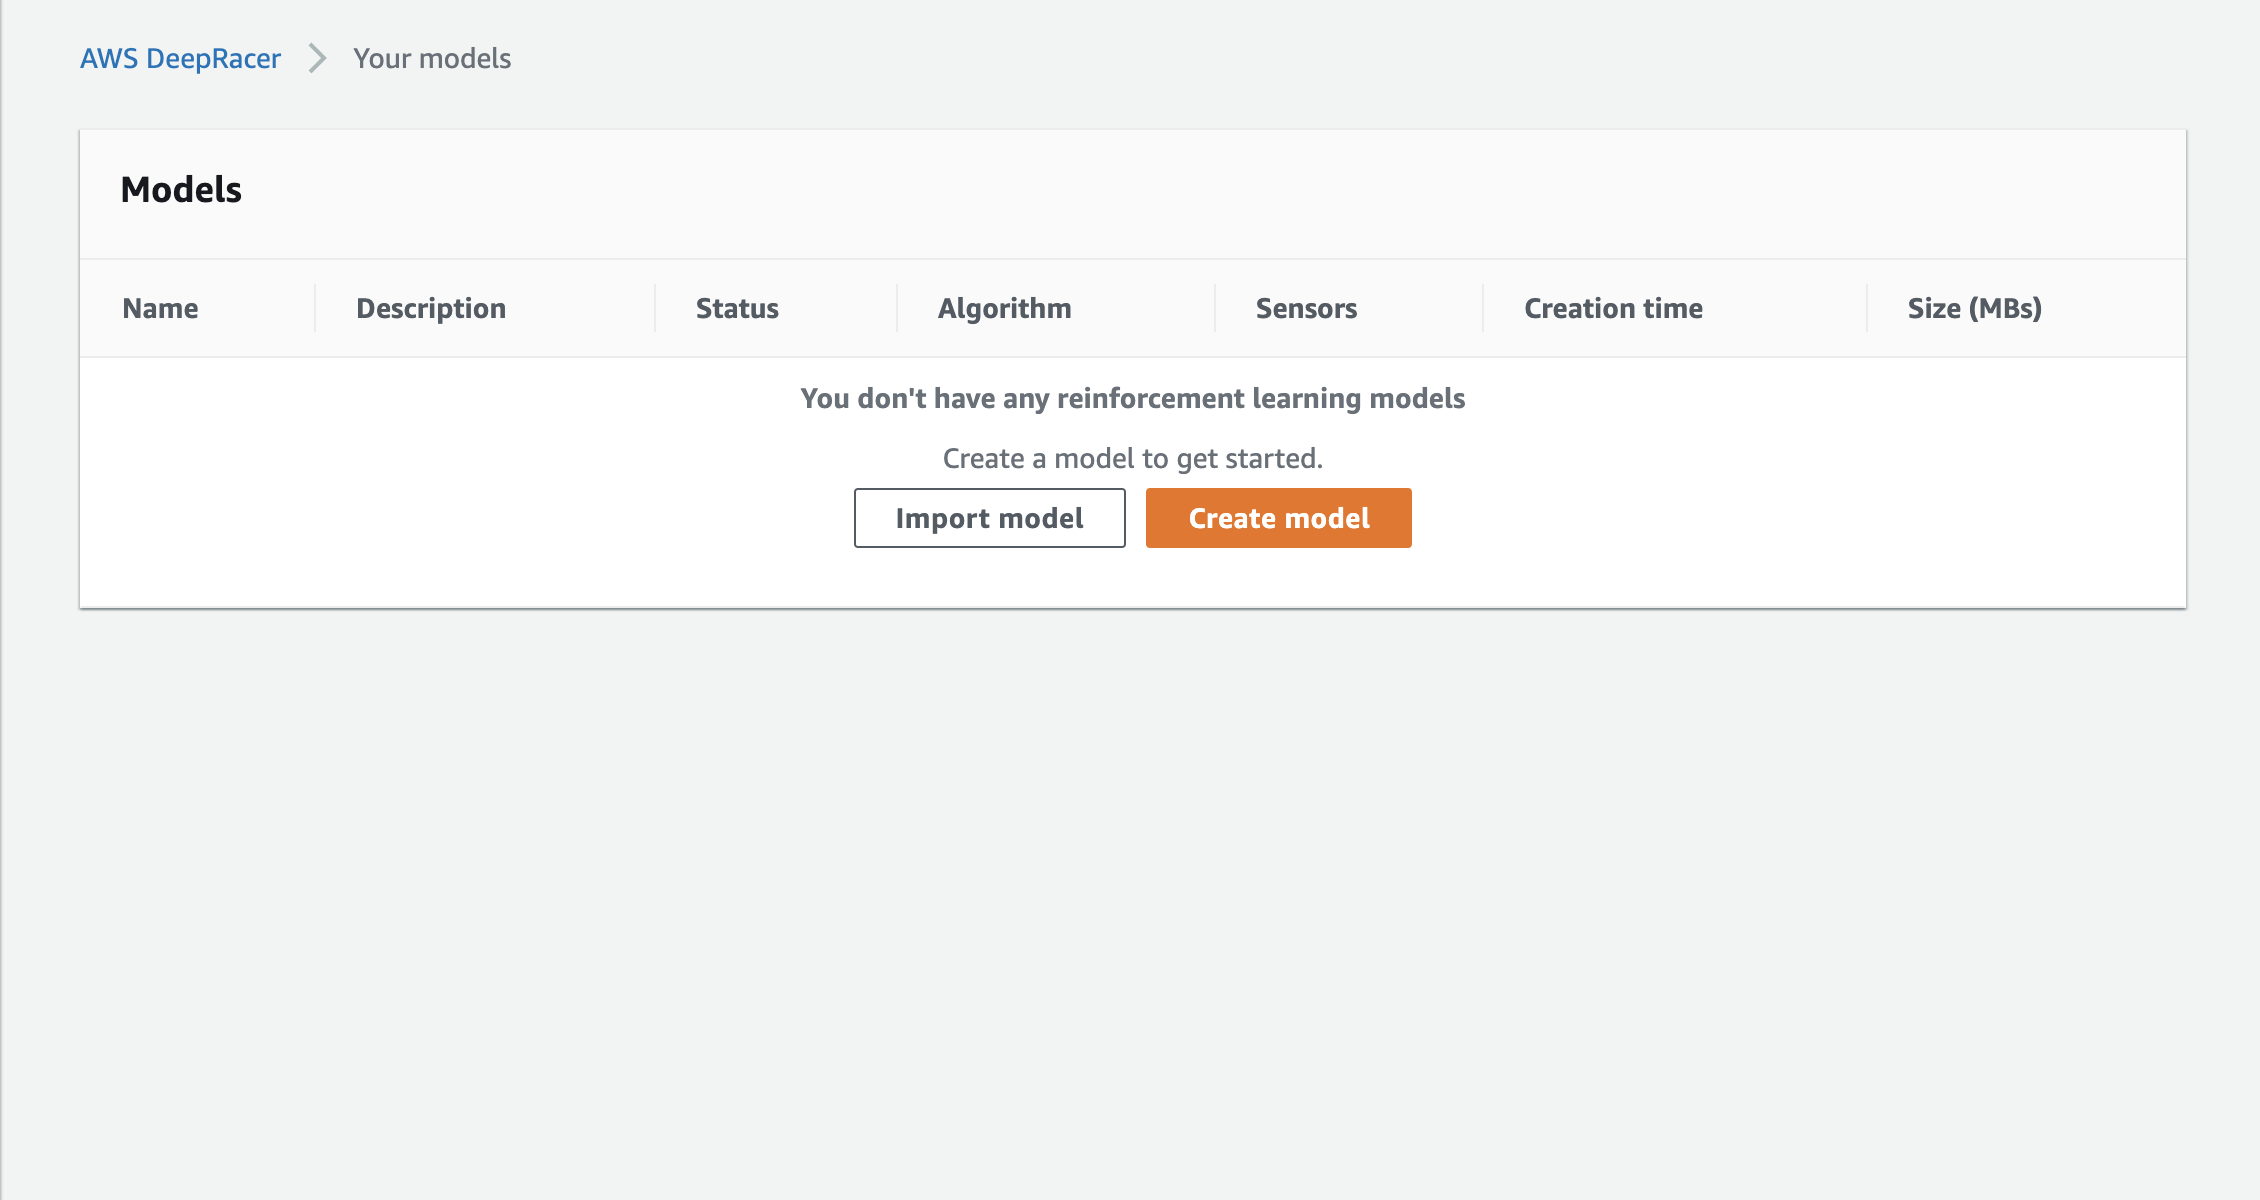 AWS DeepRacer > Your models
Models
Name Description Status Algorithm Sensors Creation time Size (MBs)
You don't have any reinforcement learning models
Create a model to get started.
Import model Create model